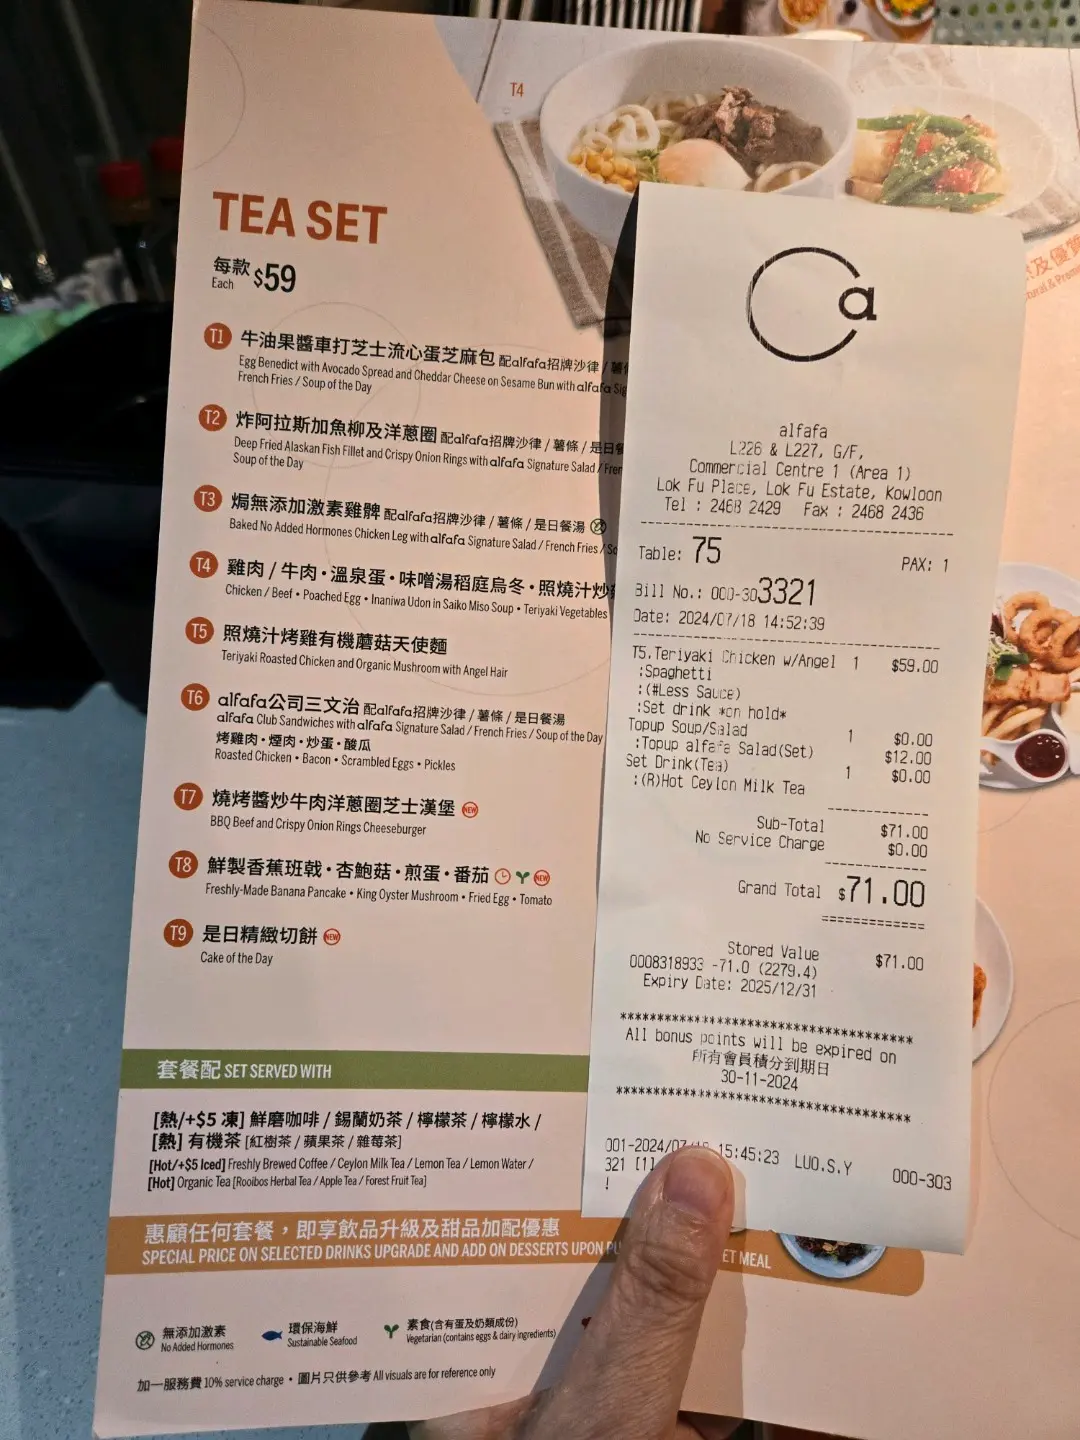 T4
TEA SET
每款
Each $59
T1 牛油果醬車打芝士流心蛋芝麻包 配alfafa招牌沙律 /
Egg Benedict with Avocado Spread and Cheddar Cheese on Sesame Bun with alfafa
French Fries / Soup of the Day
T2 炸阿拉斯加魚柳及洋蔥圈 配alfafa招牌沙律 / 薯條 / 是日
Deep Fried Alaskan Fish Fillet and Crispy Onion Rings with alfafa Signature Salad /
Soup of the Day
T3 焗無添加激素雞髀 配alfafa招牌沙律 / 薯條 / 是日餐湯
Baked No Added Hormones Chicken Leg with alfafa Signature Salad / French Fries /
T4 雞肉 / 牛肉・溫泉蛋・味噌湯稻庭烏冬・照燒汁炒
Chicken / Beef • Poached Egg • Inaniwa Udon in Saiko Miso Soup • Teriyaki Vegetables
T5 照燒汁烤雞有機蘑菇天使麵
Teriyaki Roasted Chicken and Organic Mushroom with Angel Hair
T6 alfafa公司三文治 配alfafa招牌沙律 / 薯條 / 是日餐湯
alfafa Club Sandwiches with alfafa Signature Salad / French Fries / Soup of the Day
烤雞肉・煙肉・炒蛋・酸瓜
Roasted Chicken • Bacon • Scrambled Eggs • Pickles
T7 燒烤醬炒牛肉洋蔥圈芝士漢堡 NEW
BBQ Beef and Crispy Onion Rings Cheeseburger
T8 鮮製香蕉班戟・杏鮑菇・煎蛋・番茄 NEW
Freshly-Made Banana Pancake • King Oyster Mushroom • Fried Egg • Tomato
T9 是日精緻切餅 NEW
Cake of the Day
套餐配 SET SERVED WITH
[熱/+$5 凍] 鮮磨咖啡 / 錫蘭奶茶 / 檸檬茶 / 檸檬水 /
[熱] 有機茶 [紅樹茶 / 蘋果茶 / 雜莓茶]
[Hot/+$5 Iced] Freshly Brewed Coffee / Ceylon Milk Tea / Lemon Tea / Lemon Water /
[Hot] Organic Tea [Rooibos Herbal Tea / Apple Tea / Forest Fruit Tea]
惠顧任何套餐，即享飲品升級及甜品加配優惠
SPECIAL PRICE ON SELECTED DRINKS UPGRADE AND ADD ON DESSERTS UPON
MEAL
無添加激素
No Added Hormones
環保海鮮
Sustainable Seafood
素食(含有蛋及奶類成份)
Vegetarian (contains eggs & dairy ingredients)
加一服務費 10% service charge • 圖片只供參考 All visuals are for reference only
a
alfafa
L226 & L227, G/F,
Commercial Centre 1 (Area 1)
Lok Fu Place, Lok Fu Estate, Kowloon
Tel : 2468 2429 Fax : 2468 2436
Table: 75 PAX: 1
Bill No.: 000-303321
Date: 2024/07/18 14:52:39
T5.Teriyaki Chicken w/Angel 1 $59.00
:Spaghetti
:(#Less Sauce)
:Set drink *on hold*
Topup Soup/Salad 1 $0.00
:Topup alfafa Salad(Set) $12.00
Set Drink(Tea) 1 $0.00
:(R)Hot Ceylon Milk Tea
Sub-Total $71.00
No Service Charge $0.00
Grand Total $71.00
=============
Stored Value $71.00
0008318933 -71.0 (2279.4)
Expiry Date: 2025/12/31
************************************
All bonus points will be expired on
所有會員積分到期日
30-11-2024
************************************
001-2024/07/ 15:45:23 LUO.S.Y 000-303
321 [1]
!
及優質